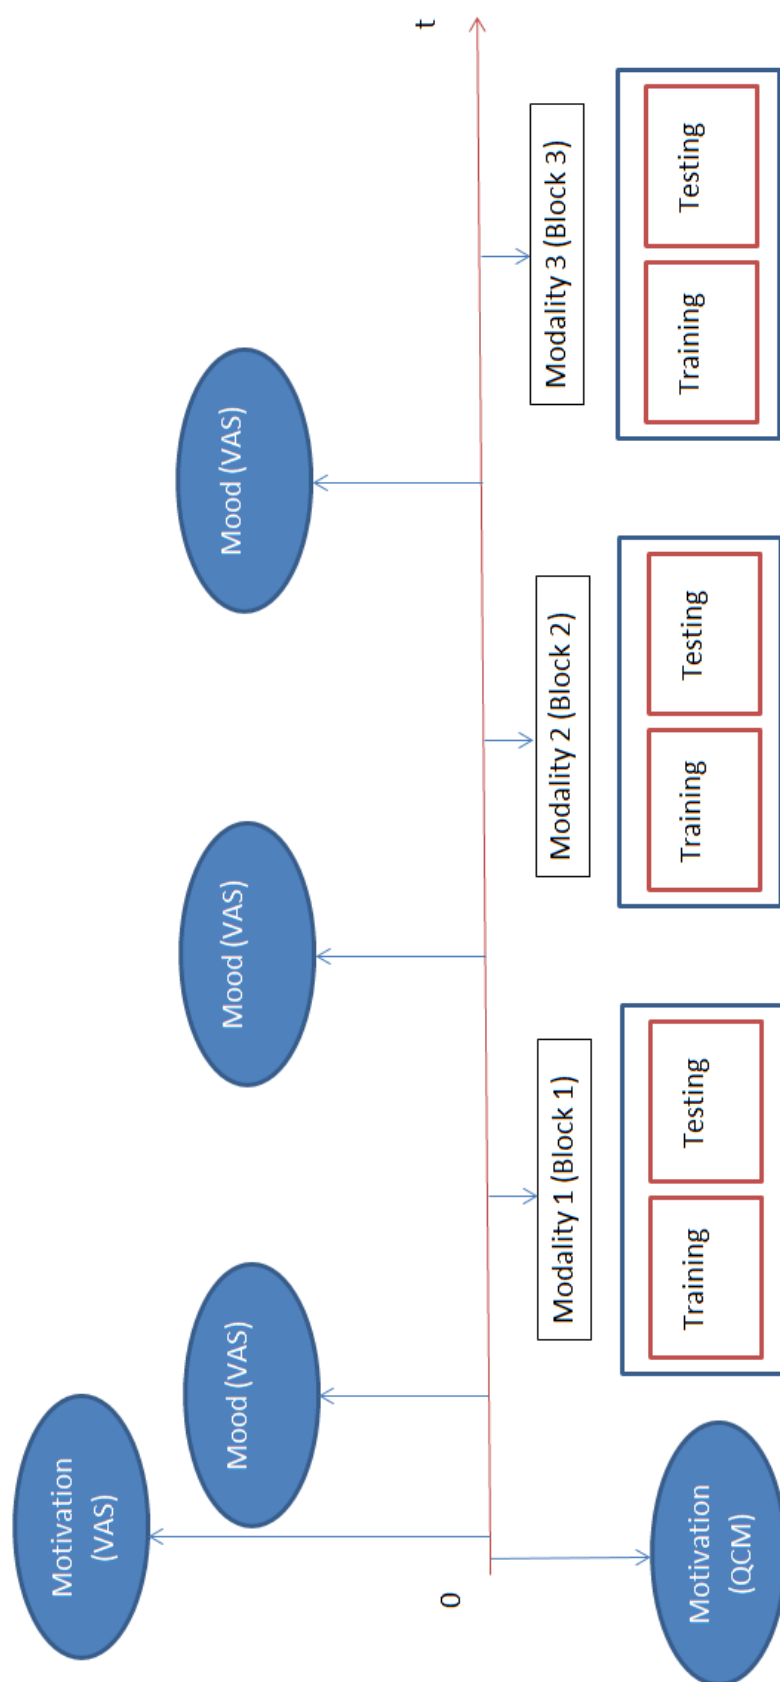 Motivation
(VAS)
Mood (VAS)
Mood (VAS)
Mood (VAS)
0
t
Modality 1 (Block 1)
Modality 2 (Block 2)
Modality 3 (Block 3)
Motivation
(QCM)
Training
Testing
Training
Testing
Training
Testing